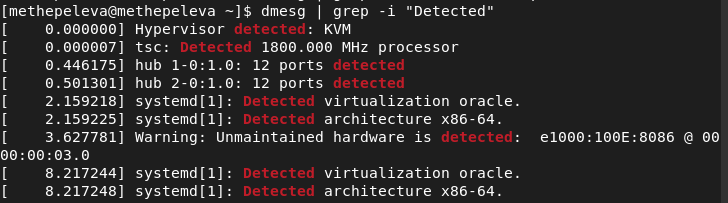 [methepeleva@methepeleva ~]$ dmesg | grep -i "Detected"
[    0.000000] Hypervisor detected: KVM
[    0.000007] tsc: Detected 1800.000 MHz processor
[    0.446175] hub 1-0:1.0: 12 ports detected
[    0.501301] hub 2-0:1.0: 12 ports detected
[    2.159218] systemd[1]: Detected virtualization oracle.
[    2.159225] systemd[1]: Detected architecture x86-64.
[    3.627781] Warning: Unmaintained hardware is detected:  e1000:100E:8086 @ 00
00:00:03.0
[    8.217244] systemd[1]: Detected virtualization oracle.
[    8.217248] systemd[1]: Detected architecture x86-64.